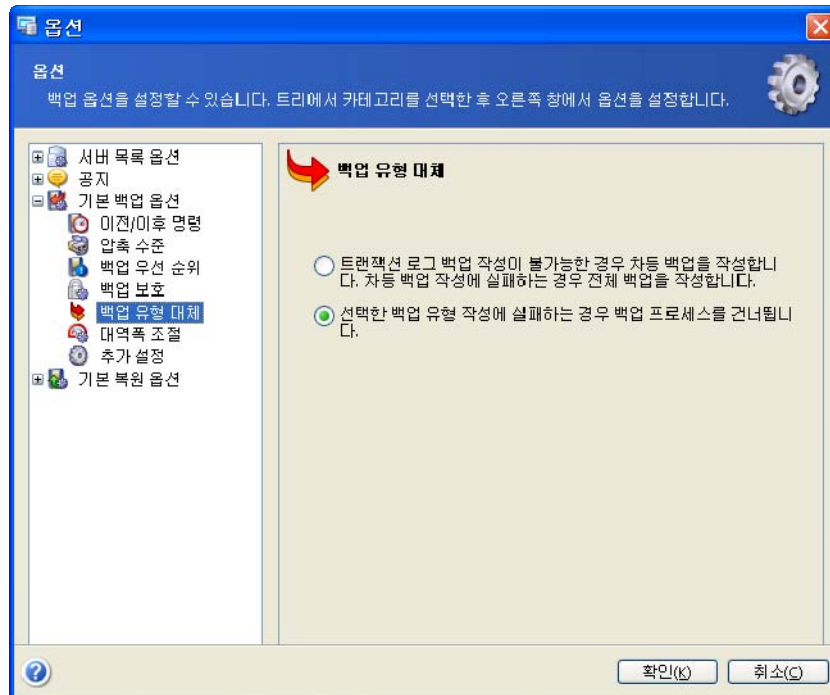 옵션
옵션
백업 옵션을 설정할 수 있습니다. 트리에서 카테고리를 선택한 후 오른쪽 창에서 옵션을 설정합니다.
서버 목록 옵션
공지
기본 백업 옵션
이전/이후 명령
압축 수준
백업 우선 순위
백업 보호
백업 유형 대체
대역폭 조절
추가 설정
기본 복원 옵션
백업 유형 대체
트랜잭션 로그 백업 작성이 불가능한 경우 차등 백업을 작성합니
다. 차등 백업 작성에 실패하는 경우 전체 백업을 작성합니다.
선택한 백업 유형 작성에 실패하는 경우 백업 프로세스를 건너뜁니
다.
확인(K)
취소(C)